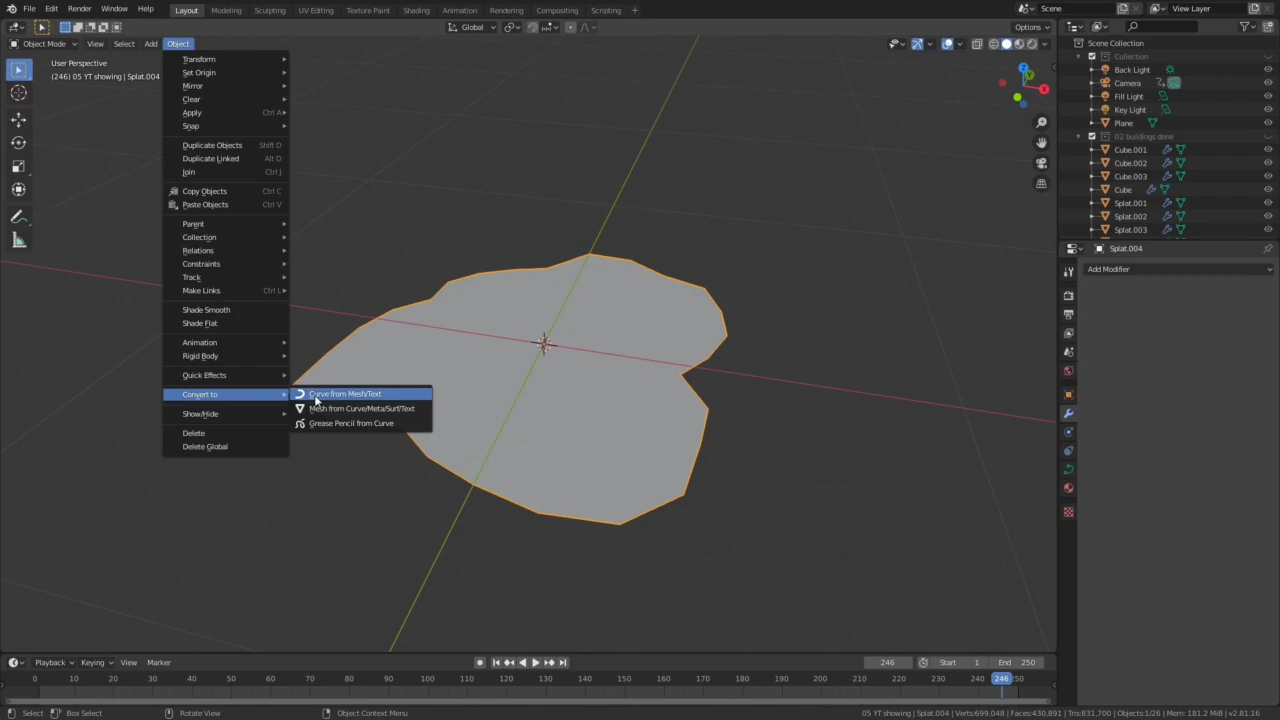 File Edit Render Window Help
Layout Modeling Sculpting UV Editing Texture Paint Shading Animation Rendering Compositing Scripting +
Scene
View Layer
Global
Options
Object Mode View Select Add Object
User Perspective
(246) 05 YT showing | Splat.004
Transform
Set Origin
Mirror
Clear
Apply Ctrl A
Snap
Duplicate Objects Shift D
Duplicate Linked Alt D
Join Ctrl J
Copy Objects Ctrl C
Paste Objects Ctrl V
Parent
Collection
Relations
Constraints
Track
Make Links Ctrl L
Shade Smooth
Shade Flat
Animation
Rigid Body
Quick Effects
Convert to
Show/Hide
Delete
Delete Global
Curve from Mesh/Text
Mesh from Curve/Meta/Surf/Text
Grease Pencil from Curve
Z
Y
X
Scene Collection
Collection
Back Light
Camera
Fill Light
Key Light
Plane
02 buildings done
Cube.001
Cube.002
Cube.003
Cube
Splat.001
Splat.002
Splat.003
Splat.004
Add Modifier
Playback Keying View Marker
246 Start 1 End 250
0 10 20 30 40 50 60 70 80 90 100 110 120 130 140 150 160 170 180 190 200 210 220 230 246 250
Select Box Select Rotate View Object Context Menu
05 YT showing | Splat.004 | Verts:699,048 | Faces:430,891 | Tris:831,700 | Objects:1/26 | Mem: 181.2 MiB | v2.81.16